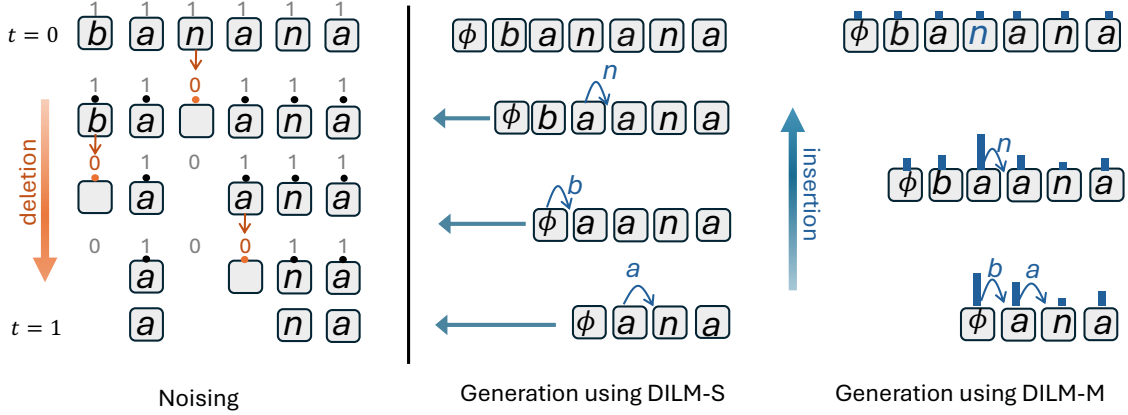 1 1 1 1 1 1
t = 0 b a n a n a
1 1 0 1 1 1
b a a n a
0 1 0 1 1 1
a a n a
0 1 0 0 1 1
a n a
t = 1 a n a
deletion
Noising
ϕ b a n a n a
n
ϕ b a a n a
b
ϕ a a n a
a
ϕ a n a
Generation using DILM-S
ϕ b a n a n a
n
ϕ b a a n a
b a
ϕ a n a
insertion
Generation using DILM-M